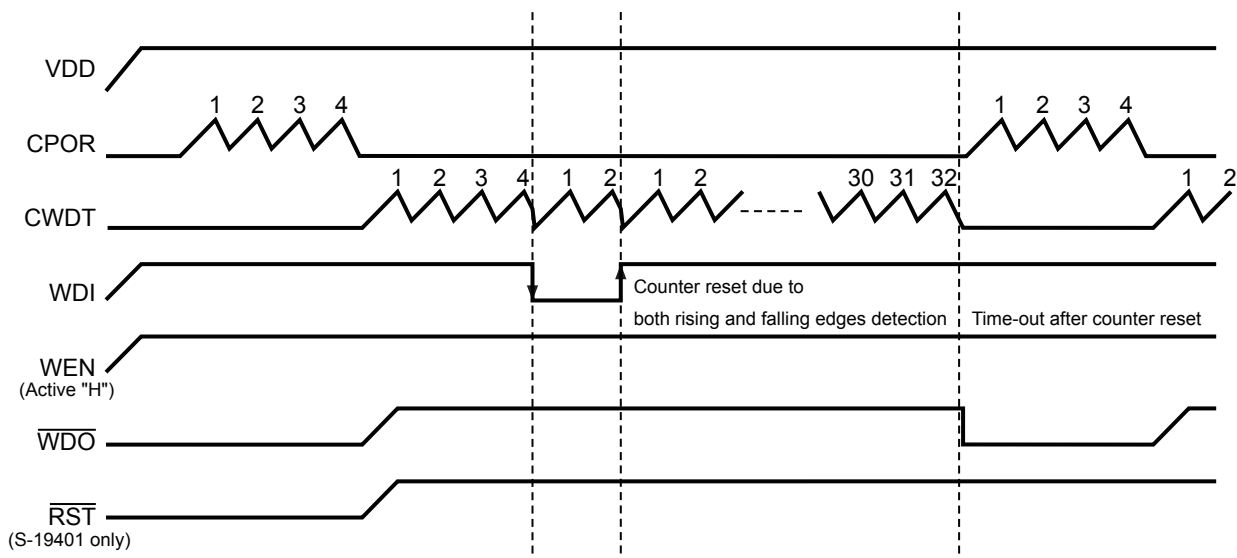 VDD
1 2 3 4
1 2 3 4
CPOR
1 2 3 4 1 2 1 2
30 31 32
1 2
CWDT
WDI
Counter reset due to
both rising and falling edges detection
Time-out after counter reset
WEN
(Active "H")
WDO
RST
(S-19401 only)